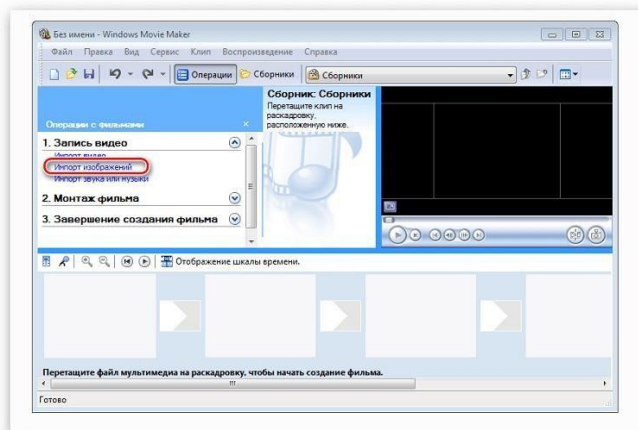 Без имени - Windows Movie Maker
Файл Правка Вид Сервис Клип Воспроизведение Справка
Операции Сборники Сборники
Операции с фильмами
1. Запись видео
Импорт видео
Импорт изображений
Импорт звука или музыки
2. Монтаж фильма
3. Завершение создания фильма
Сборник: Сборники
Перетащите клип на
раскадровку,
расположенную ниже.
Отображение шкалы времени.
Перетащите файл мультимедиа на раскадровку, чтобы начать создание фильма.
Готово